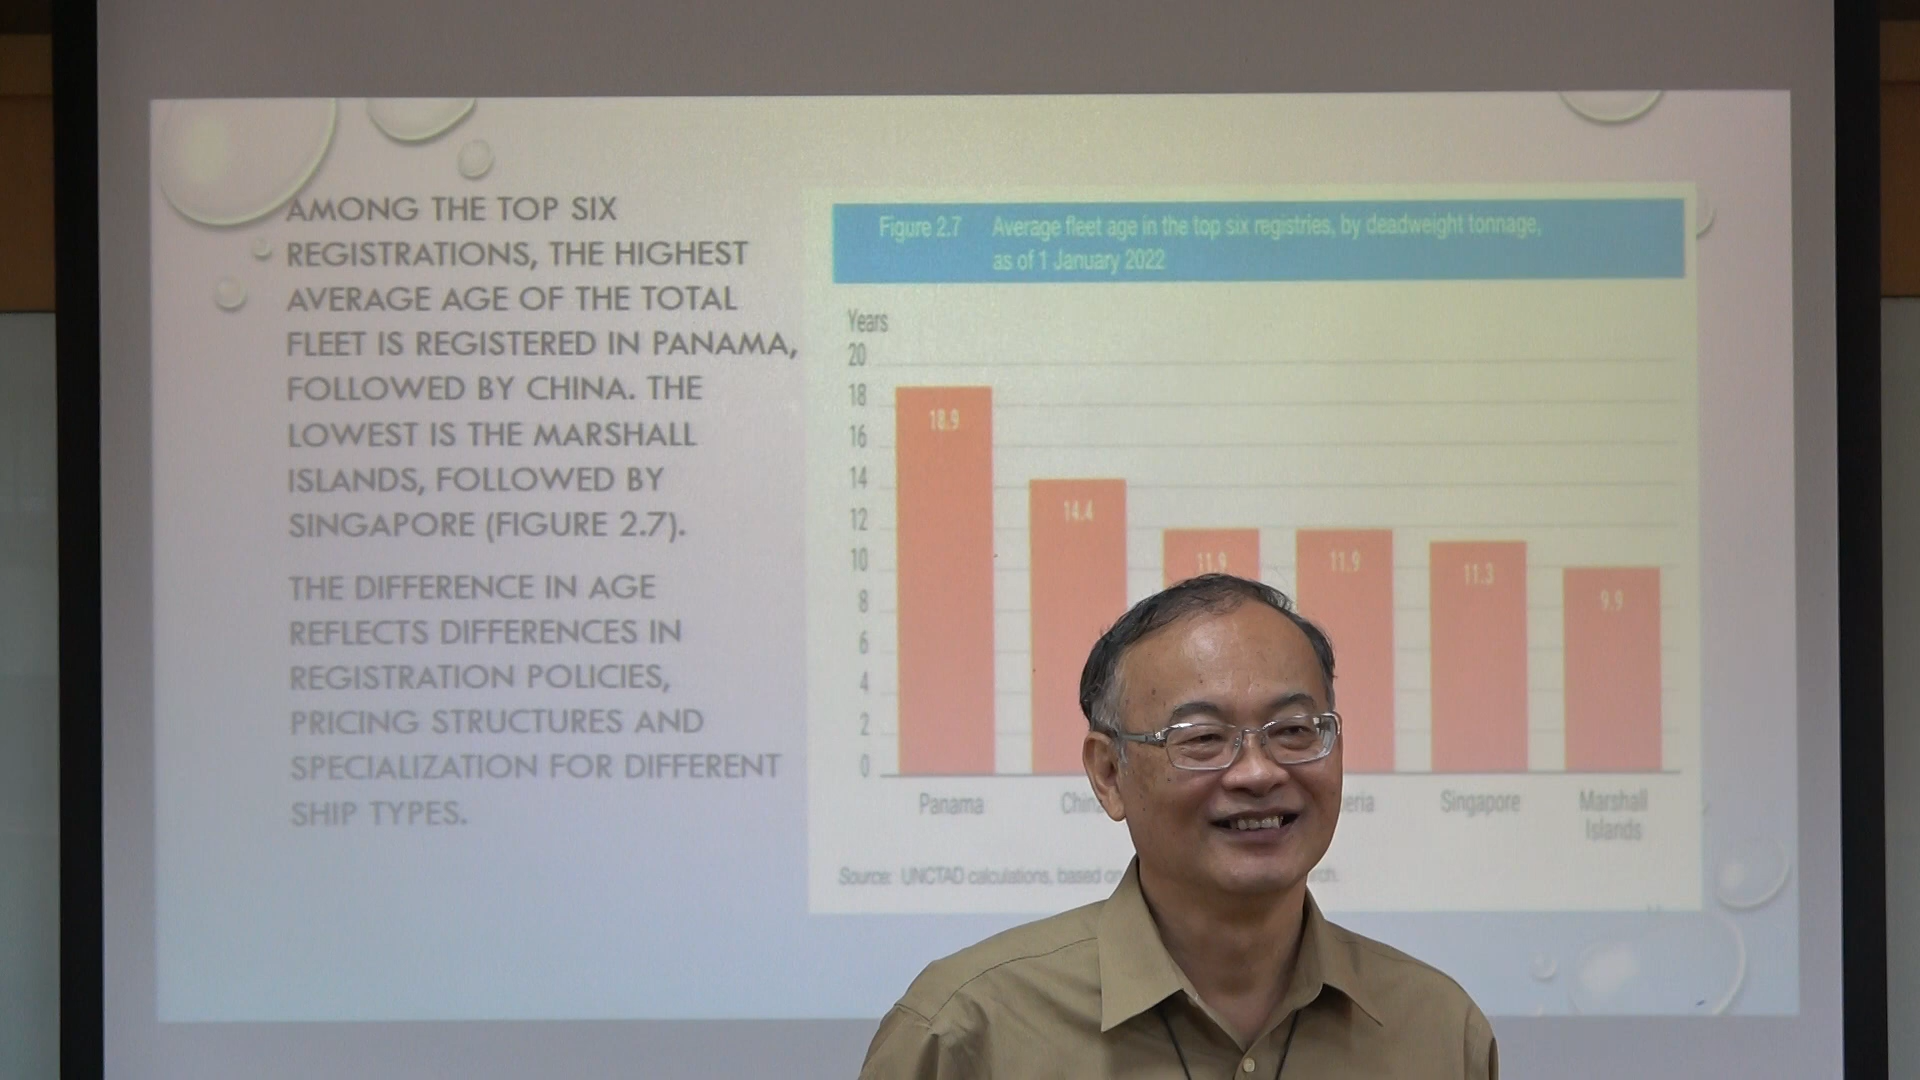 AMONG THE TOP SIX
REGISTRATIONS, THE HIGHEST
AVERAGE AGE OF THE TOTAL
FLEET IS REGISTERED IN PANAMA,
FOLLOWED BY CHINA. THE
LOWEST IS THE MARSHALL
ISLANDS, FOLLOWED BY
SINGAPORE (FIGURE 2.7).
THE DIFFERENCE IN AGE
REFLECTS DIFFERENCES IN
REGISTRATION POLICIES,
PRICING STRUCTURES AND
SPECIALIZATION FOR DIFFERENT
SHIP TYPES.
Figure 2.7 Average fleet age in the top six registries, by deadweight tonnage,
as of 1 January 2022
Years
20
18
16
14
12
10
8
6
4
2
0
18.9
14.4
11.9
11.9
11.3
9.9
Panama
Singapore
Marshall
Islands
Source: UNCTAD calculations, based